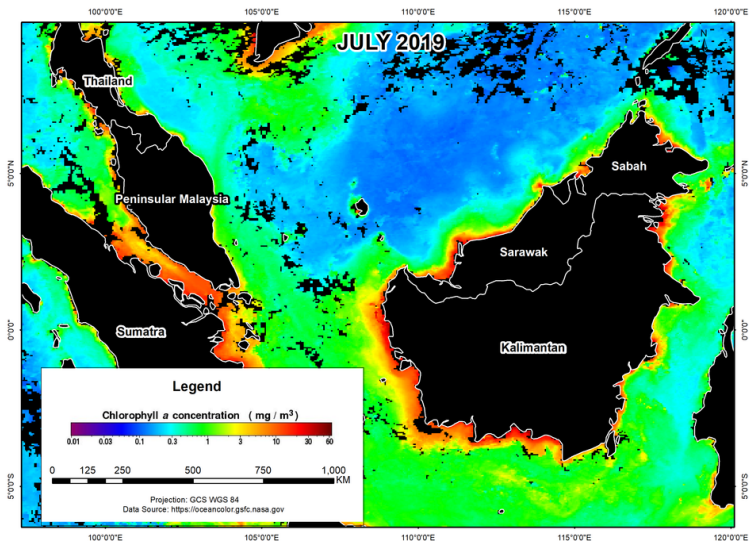 100°0'0"E 105°0'0"E 110°0'0"E 115°0'0"E 120°0'0"E
JULY 2019
N
Thailand
Sabah
5°0'0"N
5°0'0"N
Peninsular Malaysia
Sarawak
Sumatra
0°0'0"
0°0'0"
Kalimantan
Legend
Chlorophyll a concentration ( mg / m³)
0.01 0.03 0.1 0.3 1 3 10 30 60
0 125 250 500 750 1,000
KM
Projection: GCS WGS 84
Data Source: https://oceancolor.gsfc.nasa.gov
5°0'0"S
5°0'0"S
100°0'0"E 105°0'0"E 110°0'0"E 115°0'0"E 120°0'0"E